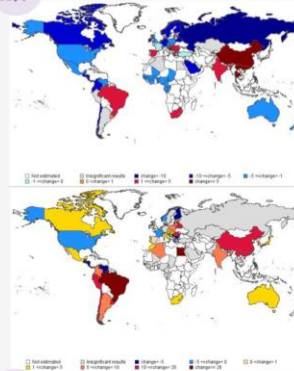 Not estimated Insignificant results change< -10 -10 <=change< -5 -5 <=change< -1
-1 <=change< 0 0 <change< 1 1 <=change< 5 change>= 5
Not estimated Insignificant results change< -5 -5 <=change< 0 0 <change< 1
1 <=change< 5 5 <=change< 10 10 <=change< 20 change>= 20